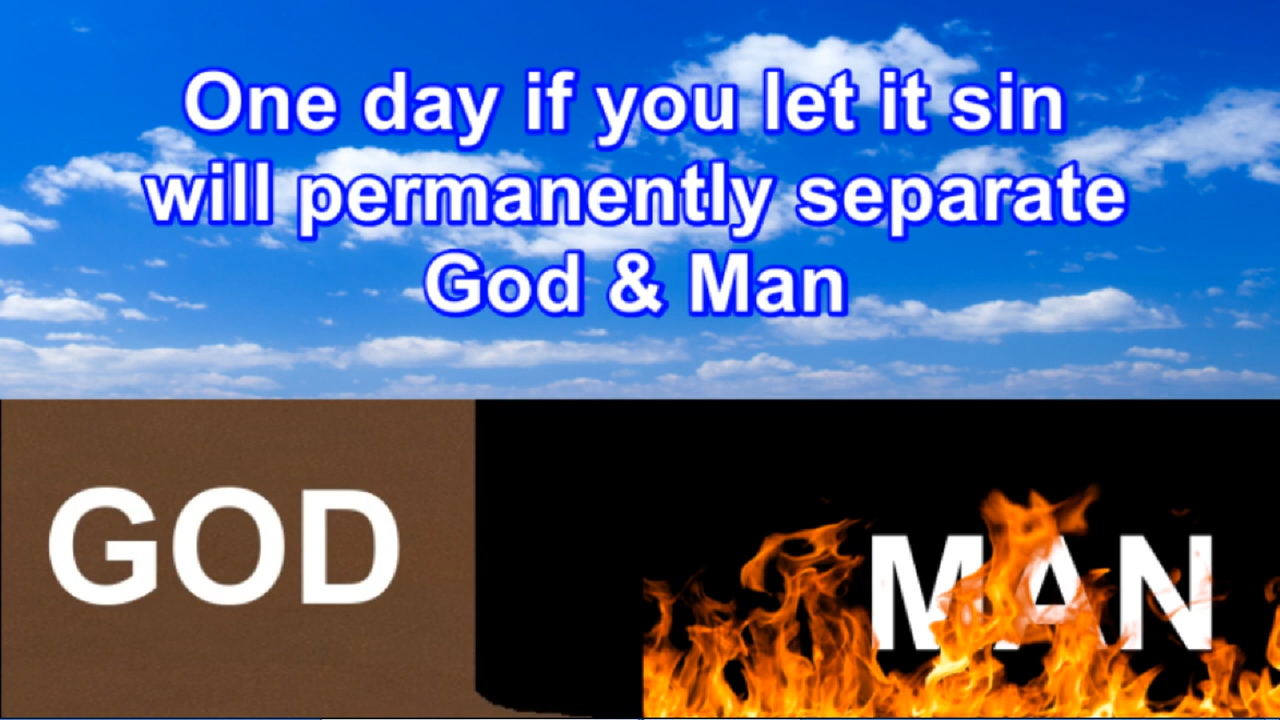 One day if you let it sin
will permanently separate
God & Man
GOD
MAN